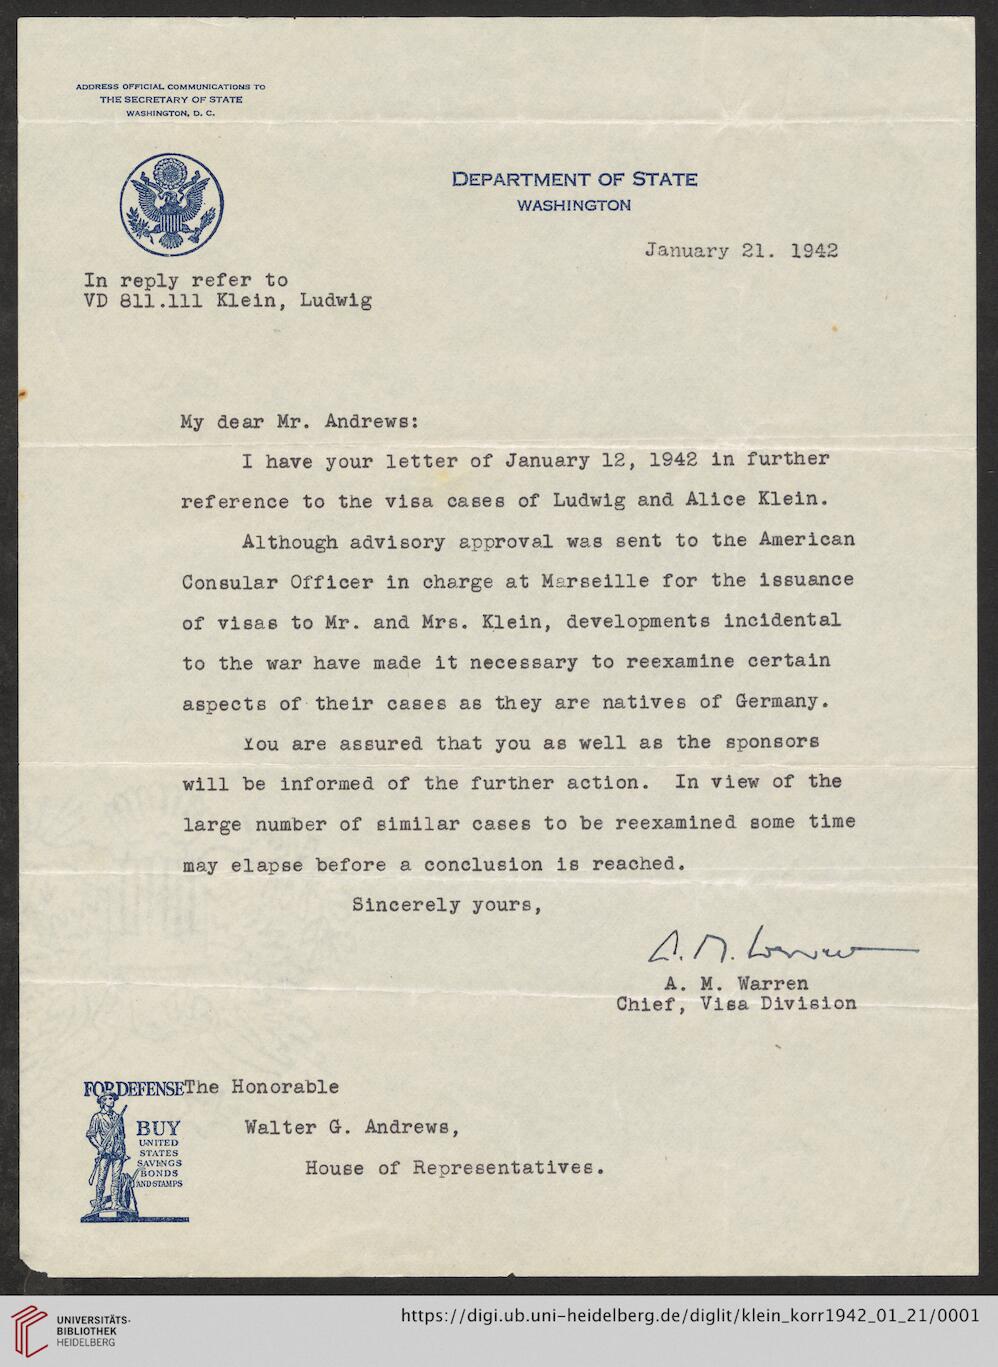 ADDRESS OFFICIAL COMMUNICATIONS TO
THE SECRETARY OF STATE
WASHINGTON, D. C.
DEPARTMENT OF STATE
WASHINGTON
January 21. 1942
In reply refer to
VD 811.111 Klein, Ludwig
My dear Mr. Andrews:
I have your letter of January 12, 1942 in further
reference to the visa cases of Ludwig and Alice Klein.
Although advisory approval was sent to the American
Consular Officer in charge at Marseille for the issuance
of visas to Mr. and Mrs. Klein, developments incidental
to the war have made it necessary to reexamine certain
aspects of their cases as they are natives of Germany.
You are assured that you as well as the sponsors
will be informed of the further action. In view of the
large number of similar cases to be reexamined some time
may elapse before a conclusion is reached.
Sincerely yours,
A. M. Warren
A. M. Warren
Chief, Visa Division
FOR DEFENSE
BUY
UNITED
STATES
SAVINGS
BONDS
AND STAMPS
The Honorable
Walter G. Andrews,
House of Representatives.
UNIVERSITÄTS-
BIBLIOTHEK
HEIDELBERG
https://digi.ub.uni-heidelberg.de/diglit/klein_korr1942_01_21/0001